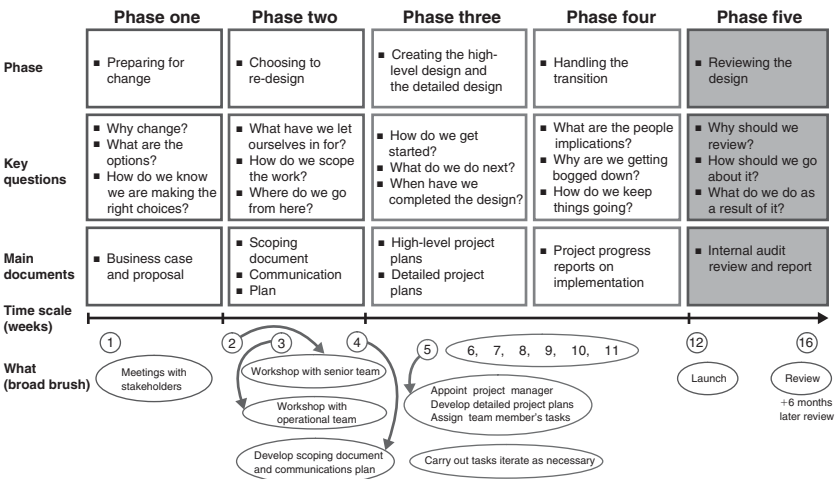 Phase one
Phase two
Phase three
Phase four
Phase five
Phase
▪ Preparing for
change
▪ Choosing to
re-design
▪ Creating the high-
level design and
the detailed design
▪ Handling the
transition
▪ Reviewing the
design
Key
questions
▪ Why change?
▪ What are the
options?
▪ How do we know
we are making the
right choices?
▪ What have we let
ourselves in for?
▪ How do we scope
the work?
▪ Where do we go
from here?
▪ How do we get
started?
▪ What do we do next?
▪ When have we
completed the design?
▪ What are the people
implications?
▪ Why are we getting
bogged down?
▪ How do we keep
things going?
▪ Why should we
review?
▪ How should we go
about it?
▪ What do we do as
a result of it?
Main
documents
▪ Business case
and proposal
▪ Scoping
document
▪ Communication
▪ Plan
▪ High-level project
plans
▪ Detailed project
plans
▪ Project progress
reports on
implementation
▪ Internal audit
review and report
Time scale
(weeks)
1
2
3
4
5
6, 7, 8, 9, 10, 11
12
16
What
(broad brush)
Meetings with
stakeholders
Workshop with senior team
Workshop with
operational team
Develop scoping document
and communications plan
Appoint project manager
Develop detailed project plans
Assign team member's tasks
Carry out tasks iterate as necessary
Launch
Review
+6 months
later review